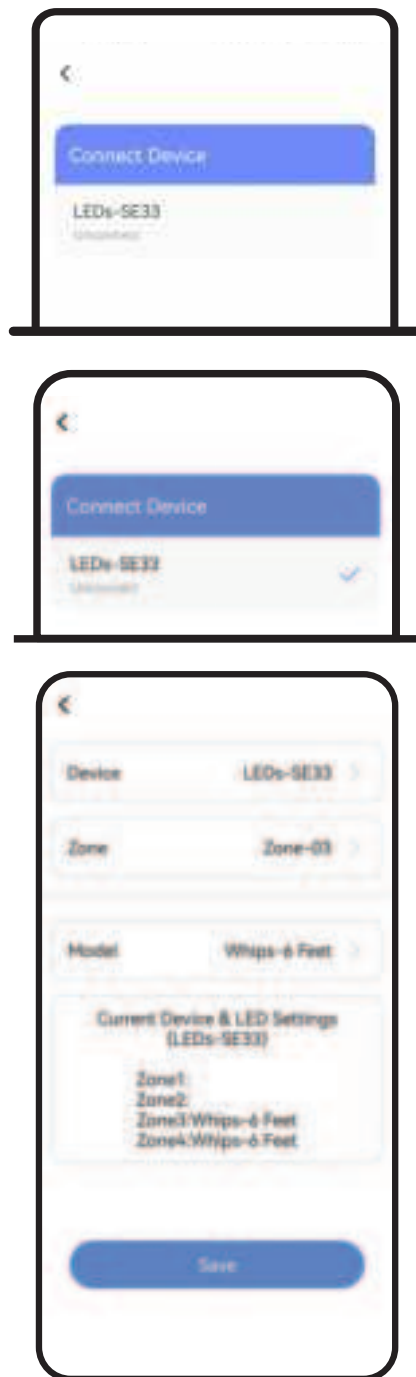 Connect Device
LEDs-SE33
Connect Device
LEDs-SE33
Device LEDs-SE33
Zone Zone-03
Model Whips-6 Feet
Current Device & LED Settings
(LEDs-SE33)
Zone1:
Zone2:
Zone3:Whips-6 Feet
Zone4:Whips-6 Feet
Save